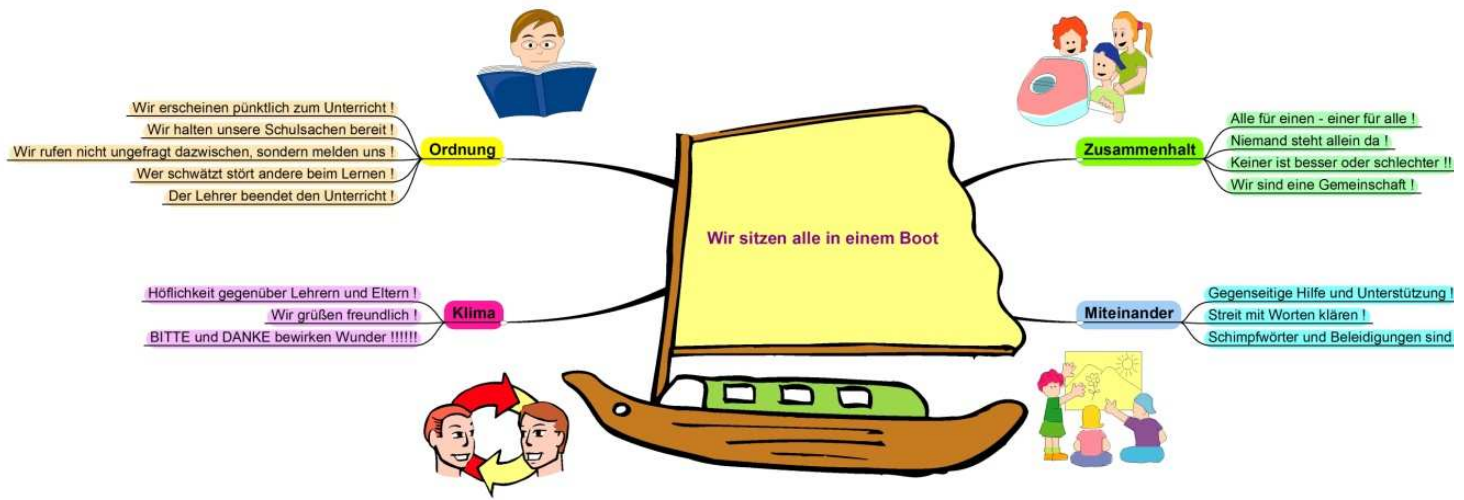 Wir sitzen alle in einem Boot
Ordnung
Wir erscheinen pünktlich zum Unterricht !
Wir halten unsere Schulsachen bereit !
Wir rufen nicht ungefragt dazwischen, sondern melden uns !
Wer schwätzt stört andere beim Lernen !
Der Lehrer beendet den Unterricht !
Klima
Höflichkeit gegenüber Lehrern und Eltern !
Wir grüßen freundlich !
BITTE und DANKE bewirken Wunder !!!!!!
Zusammenhalt
Alle für einen - einer für alle !
Niemand steht allein da !
Keiner ist besser oder schlechter !!
Wir sind eine Gemeinschaft !
Miteinander
Gegenseitige Hilfe und Unterstützung !
Streit mit Worten klären !
Schimpfwörter und Beleidigungen sind